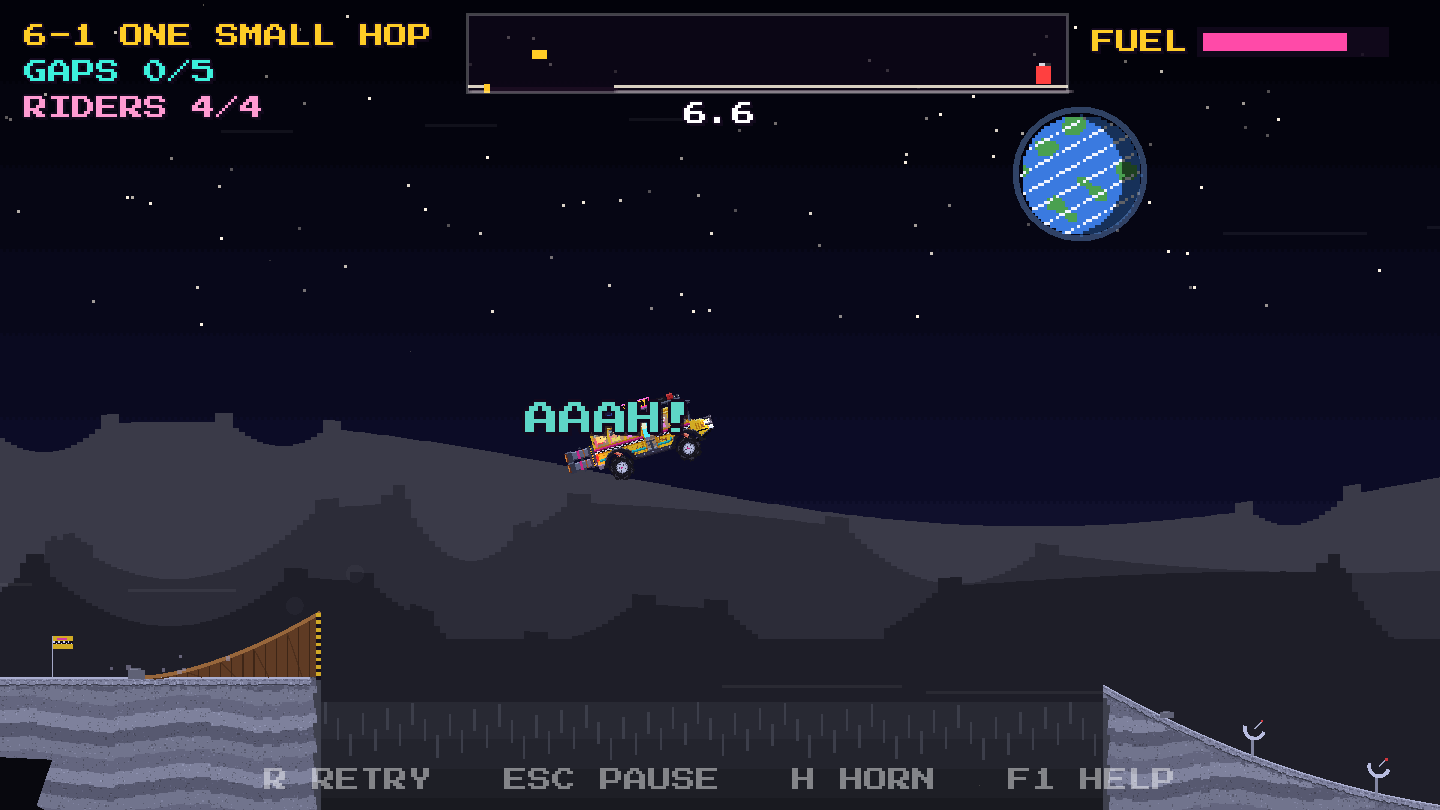 6-1 ONE SMALL HOP
GAPS 0/5
RIDERS 4/4
FUEL
6.6
AAAH!
R RETRY ESC PAUSE H HORN F1 HELP